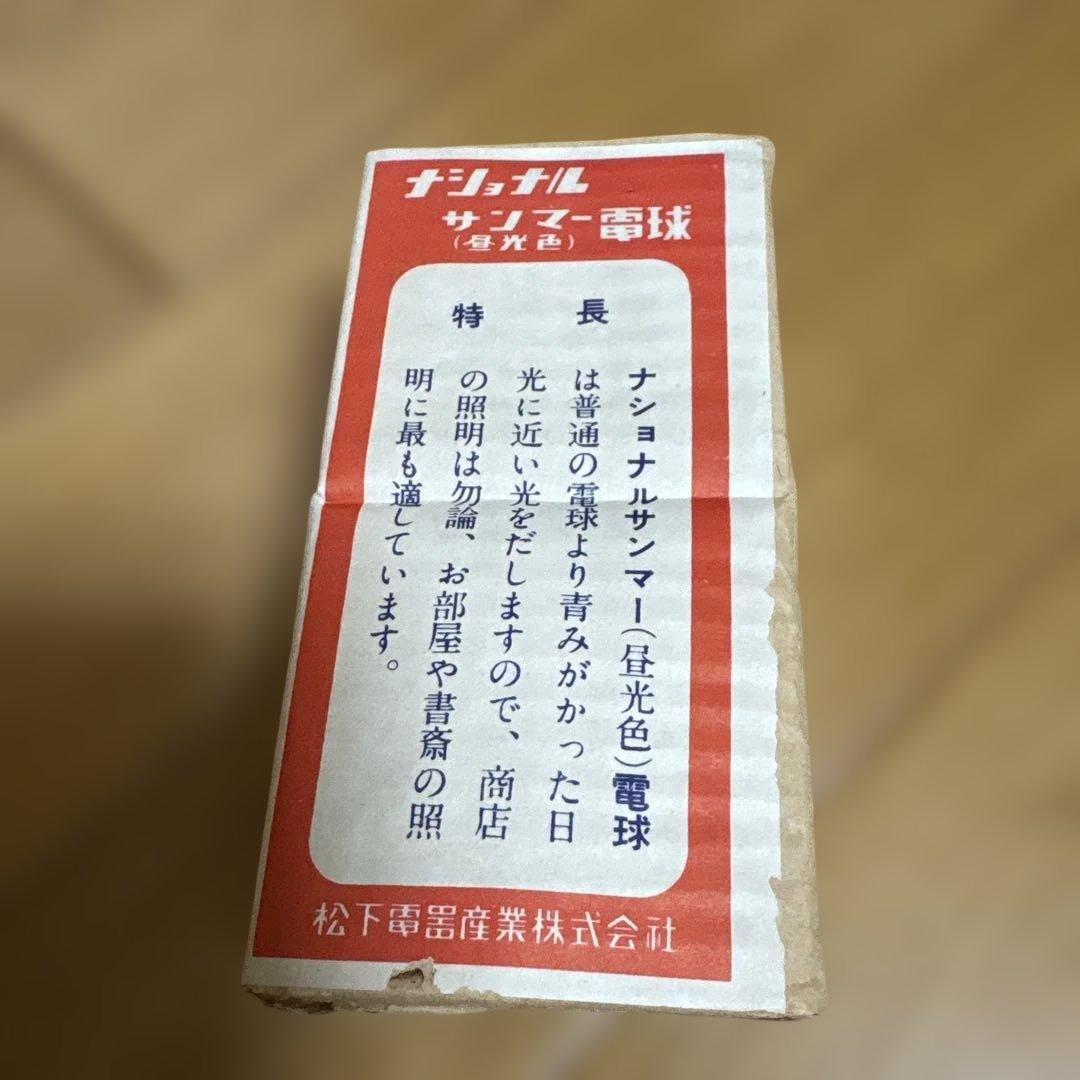 ナショナル
サンマー電球
(昼光色)
特長
ナショナルサンマー(昼光色)電球
は普通の電球より青みがかった日
光に近い光をだしますので、商店
の照明は勿論、お部屋や書斎の照
明に最も適しています。
松下電器産業株式会社